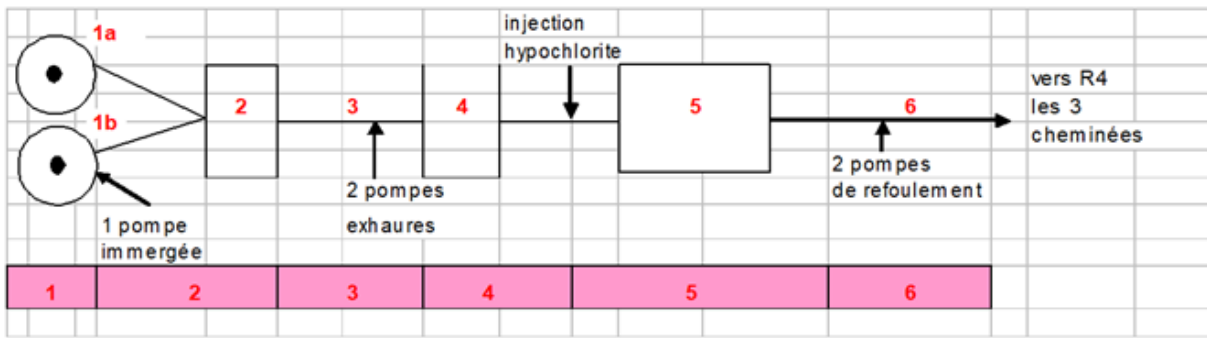 1a
1b
2
3
4
5
6
injection
hypochlorite
vers R4
les 3
cheminées
1 pompe
immergée
2 pompes
exhaures
2 pompes
de refoulement
1
2
3
4
5
6